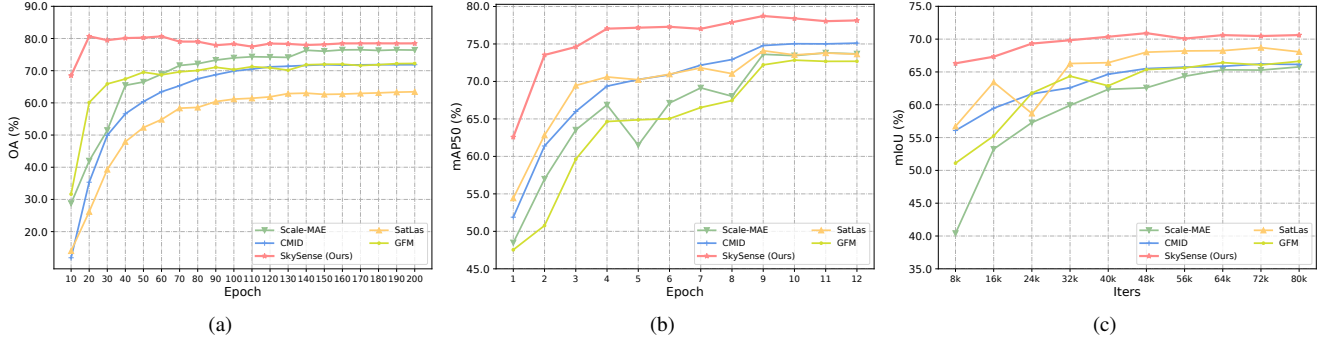 90.0
80.0
70.0
60.0
50.0
40.0
30.0
20.0
OA (%)
10 20 30 40 50 60 70 80 90 100 110 120 130 140 150 160 170 180 190 200
Epoch
Scale-MAE
CMID
SkySense (Ours)
SatLas
GFM
(a)
80.0
75.0
70.0
65.0
60.0
55.0
50.0
45.0
mAP50 (%)
1 2 3 4 5 6 7 8 9 10 11 12
Epoch
Scale-MAE
CMID
SkySense (Ours)
SatLas
GFM
(b)
75.0
70.0
65.0
60.0
55.0
50.0
45.0
40.0
35.0
mIoU (%)
8k 16k 24k 32k 40k 48k 56k 64k 72k 80k
Iters
Scale-MAE
CMID
SkySense (Ours)
SatLas
GFM
(c)